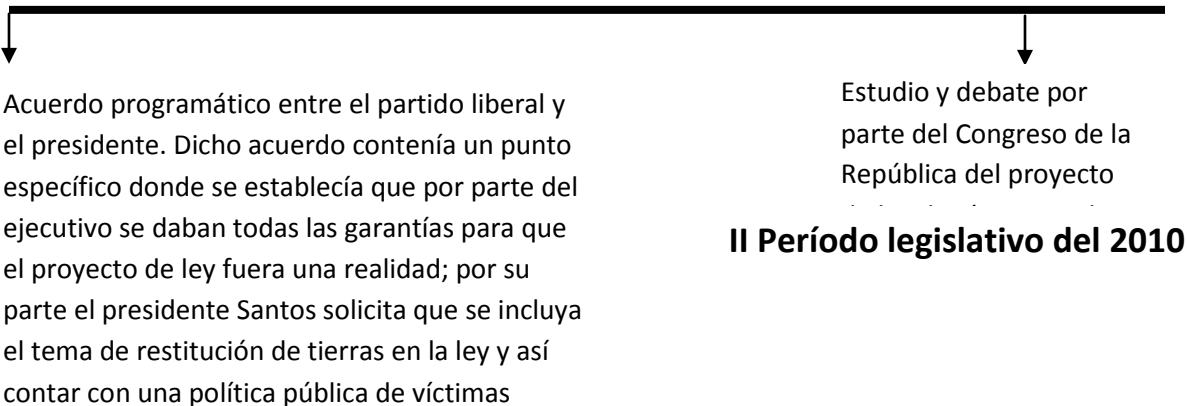 Acuerdo programático entre el partido liberal y
el presidente. Dicho acuerdo contenía un punto
específico donde se establecía que por parte del
ejecutivo se daban todas las garantías para que
el proyecto de ley fuera una realidad; por su
parte el presidente Santos solicita que se incluya
el tema de restitución de tierras en la ley y así
contar con una política pública de víctimas
Estudio y debate por
parte del Congreso de la
República del proyecto
II Período legislativo del 2010